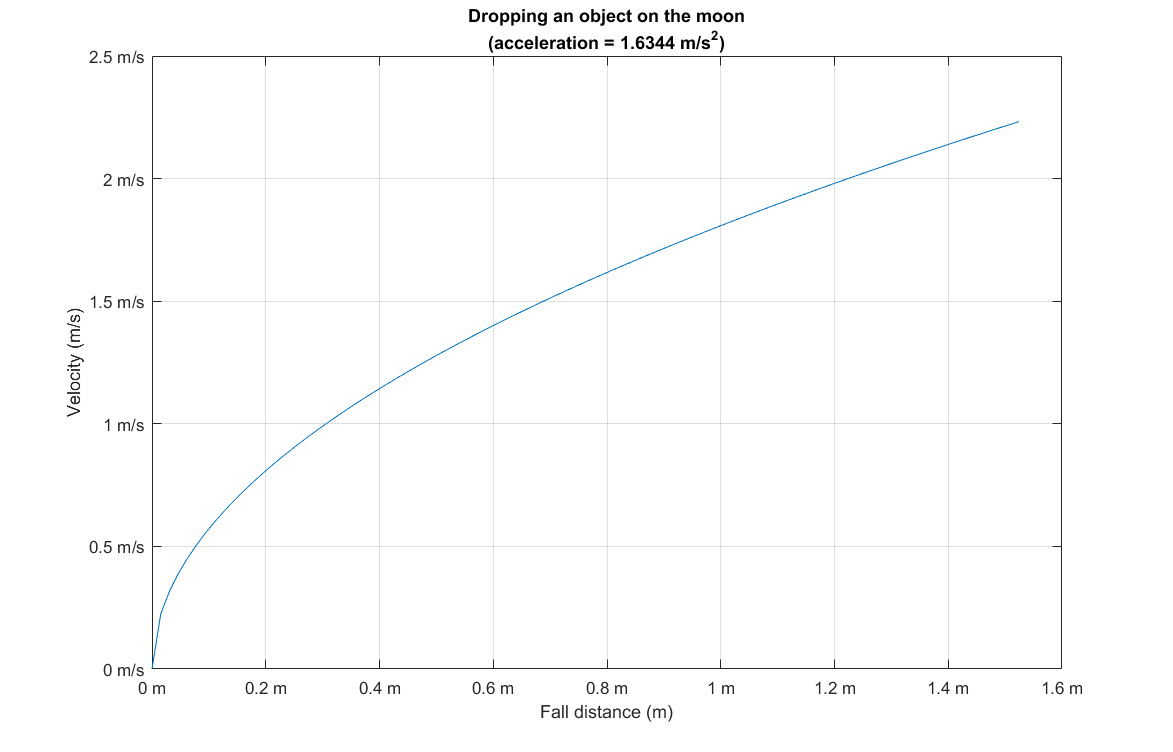 Dropping an object on the moon
(acceleration = 1.6344 m/s²)
2.5 m/s
2 m/s
1.5 m/s
1 m/s
0.5 m/s
0 m/s
Velocity (m/s)
0 m 0.2 m 0.4 m 0.6 m 0.8 m 1 m 1.2 m 1.4 m 1.6 m
Fall distance (m)